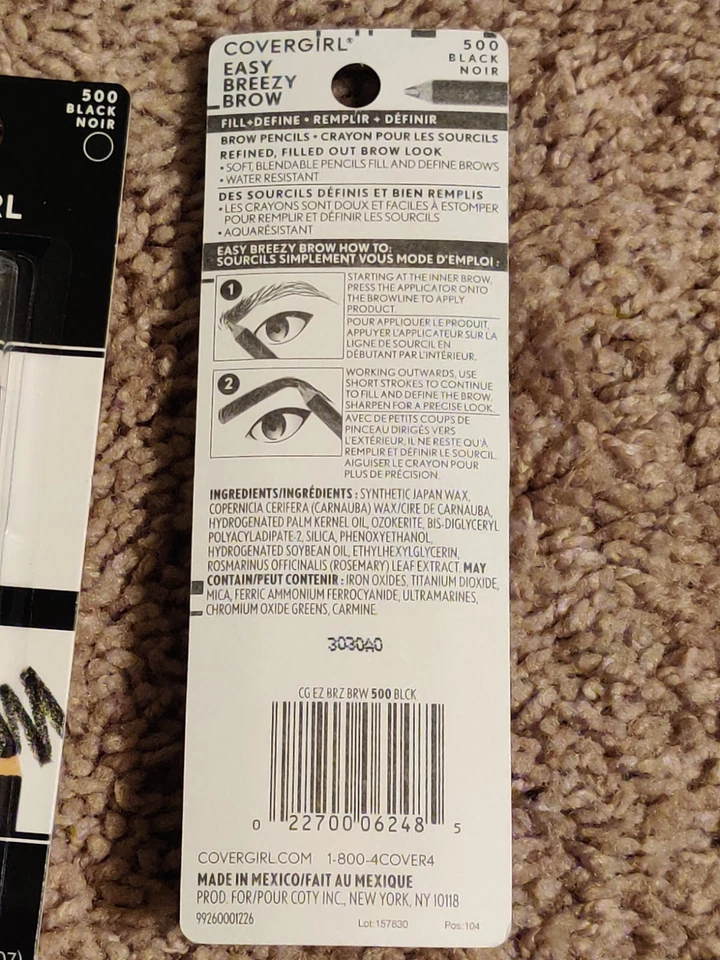 500
BLACK
NOIR
RL
COVERGIRL®
EASY
BREEZY
BROW
500
BLACK
NOIR
FILL+DEFINE • REMPLIR + DÉFINIR
BROW PENCILS • CRAYON POUR LES SOURCILS
REFINED, FILLED OUT BROW LOOK
• SOFT, BLENDABLE PENCILS FILL AND DEFINE BROWS
• WATER RESISTANT
DES SOURCILS DÉFINIS ET BIEN REMPLIS
• LES CRAYONS SONT DOUX ET FACILES À ESTOMPER
POUR REMPLIR ET DÉFINIR LES SOURCILS
• AQUARÉSISTANT
EASY BREEZY BROW HOW TO:
SOURCILS SIMPLEMENT VOUS MODE D'EMPLOI :
1
STARTING AT THE INNER BROW,
PRESS THE APPLICATOR ONTO
THE BROWLINE TO APPLY
PRODUCT.
POUR APPLIQUER LE PRODUIT,
APPUYER L'APPLICATEUR SUR LA
LIGNE DE SOURCIL EN
DÉBUTANT PAR L'INTÉRIEUR.
2
WORKING OUTWARDS, USE
SHORT STROKES TO CONTINUE
TO FILL AND DEFINE THE BROW.
SHARPEN FOR A PRECISE LOOK.
AVEC DE PETITS COUPS DE
PINCEAU DIRIGÉS VERS
L'EXTÉRIEUR, IL NE RESTE QU'À
REMPLIR ET DÉFINIR LE SOURCIL.
AIGUISER LE CRAYON POUR
PLUS DE PRÉCISION.
INGREDIENTS/INGRÉDIENTS : SYNTHETIC JAPAN WAX,
COPERNICIA CERIFERA (CARNAUBA) WAX/CIRE DE CARNAUBA,
HYDROGENATED PALM KERNEL OIL, OZOKERITE, BIS-DIGLYCERYL
POLYACYLADIPATE-2, SILICA, PHENOXYETHANOL,
HYDROGENATED SOYBEAN OIL, ETHYLHEXYLGLYCERIN,
ROSMARINUS OFFICINALIS (ROSEMARY) LEAF EXTRACT. MAY
CONTAIN/PEUT CONTENIR : IRON OXIDES, TITANIUM DIOXIDE,
MICA, FERRIC AMMONIUM FERROCYANIDE, ULTRAMARINES,
CHROMIUM OXIDE GREENS, CARMINE.
3030A0
CG EZ BRZ BRW 500 BLCK
0 22700 06248 5
COVERGIRL.COM 1-800-4COVER4
MADE IN MEXICO/FAIT AU MEXIQUE
PROD. FOR/POUR COTY INC., NEW YORK, NY 10118
99260001226
Lot:157830 Pos:104